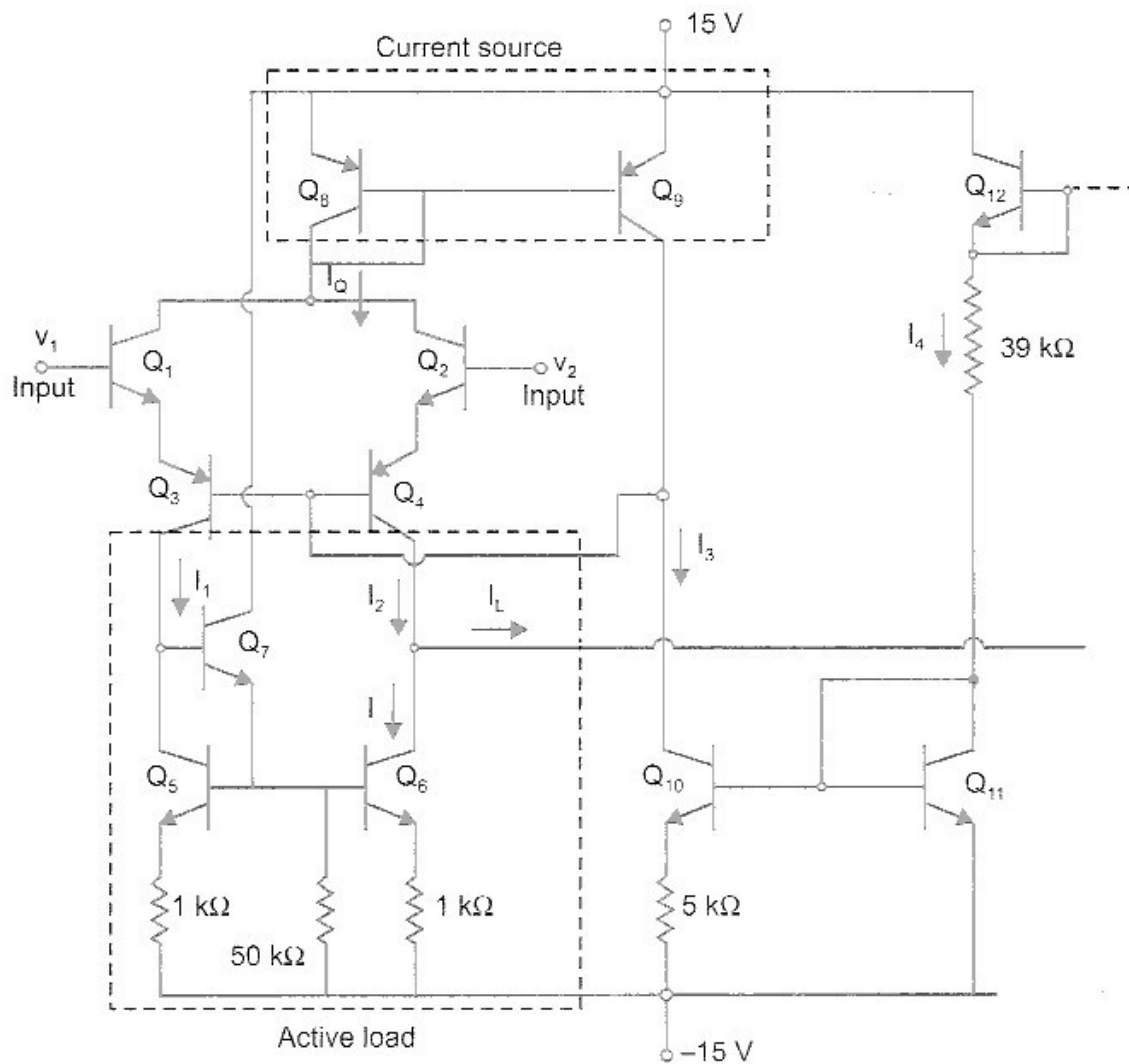 15 V
Current source
Q8
Q9
Q12
IQ
v1
Input
Q1
Q2
v2
Input
I4
39 kΩ
Q3
Q4
I3
I1
I2
IL
Q7
I
Q5
Q6
Q10
Q11
1 kΩ
50 kΩ
1 kΩ
5 kΩ
Active load
–15 V